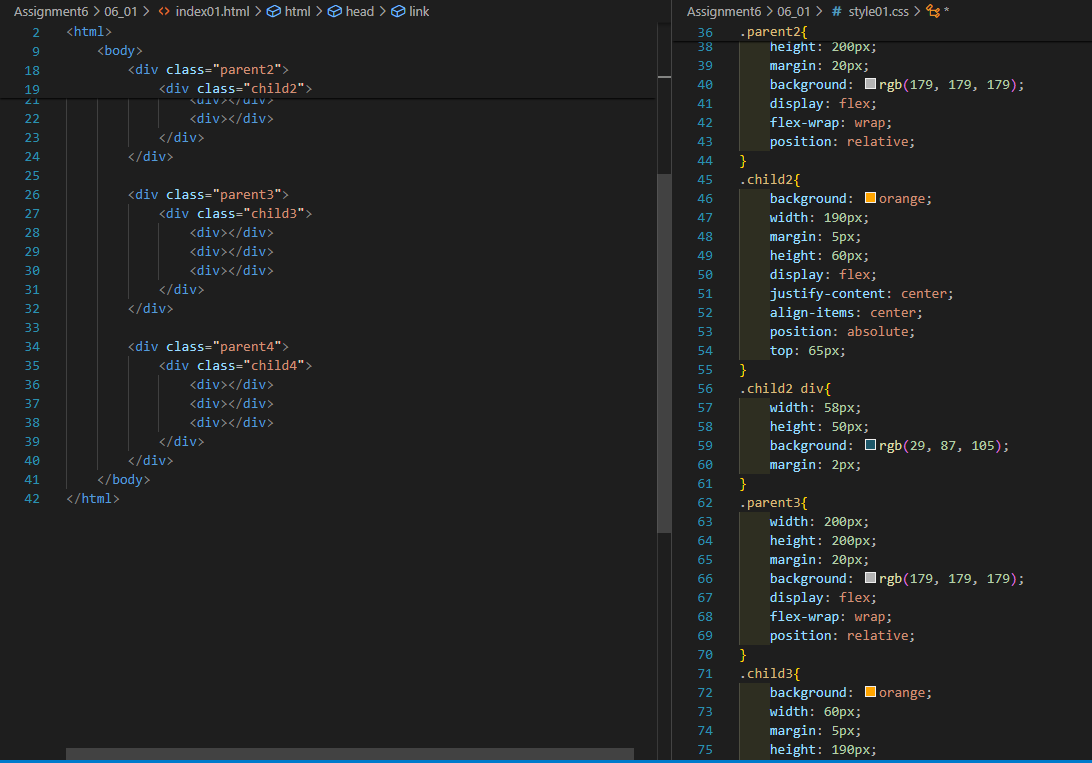 Assignment6 > 06_01 > <> index01.html > html > head > link
2 <html>
9 <body>
18 <div class="parent2">
19 <div class="child2">
21 <div></div>
22 <div></div>
23 </div>
24 </div>
25
26 <div class="parent3">
27 <div class="child3">
28 <div></div>
29 <div></div>
30 <div></div>
31 </div>
32 </div>
33
34 <div class="parent4">
35 <div class="child4">
36 <div></div>
37 <div></div>
38 <div></div>
39 </div>
40 </div>
41 </body>
42 </html>
Assignment6 > 06_01 > # style01.css > *
36 .parent2{
38 height: 200px;
39 margin: 20px;
40 background: rgb(179, 179, 179);
41 display: flex;
42 flex-wrap: wrap;
43 position: relative;
44 }
45 .child2{
46 background: orange;
47 width: 190px;
48 margin: 5px;
49 height: 60px;
50 display: flex;
51 justify-content: center;
52 align-items: center;
53 position: absolute;
54 top: 65px;
55 }
56 .child2 div{
57 width: 58px;
58 height: 50px;
59 background: rgb(29, 87, 105);
60 margin: 2px;
61 }
62 .parent3{
63 width: 200px;
64 height: 200px;
65 margin: 20px;
66 background: rgb(179, 179, 179);
67 display: flex;
68 flex-wrap: wrap;
69 position: relative;
70 }
71 .child3{
72 background: orange;
73 width: 60px;
74 margin: 5px;
75 height: 190px;